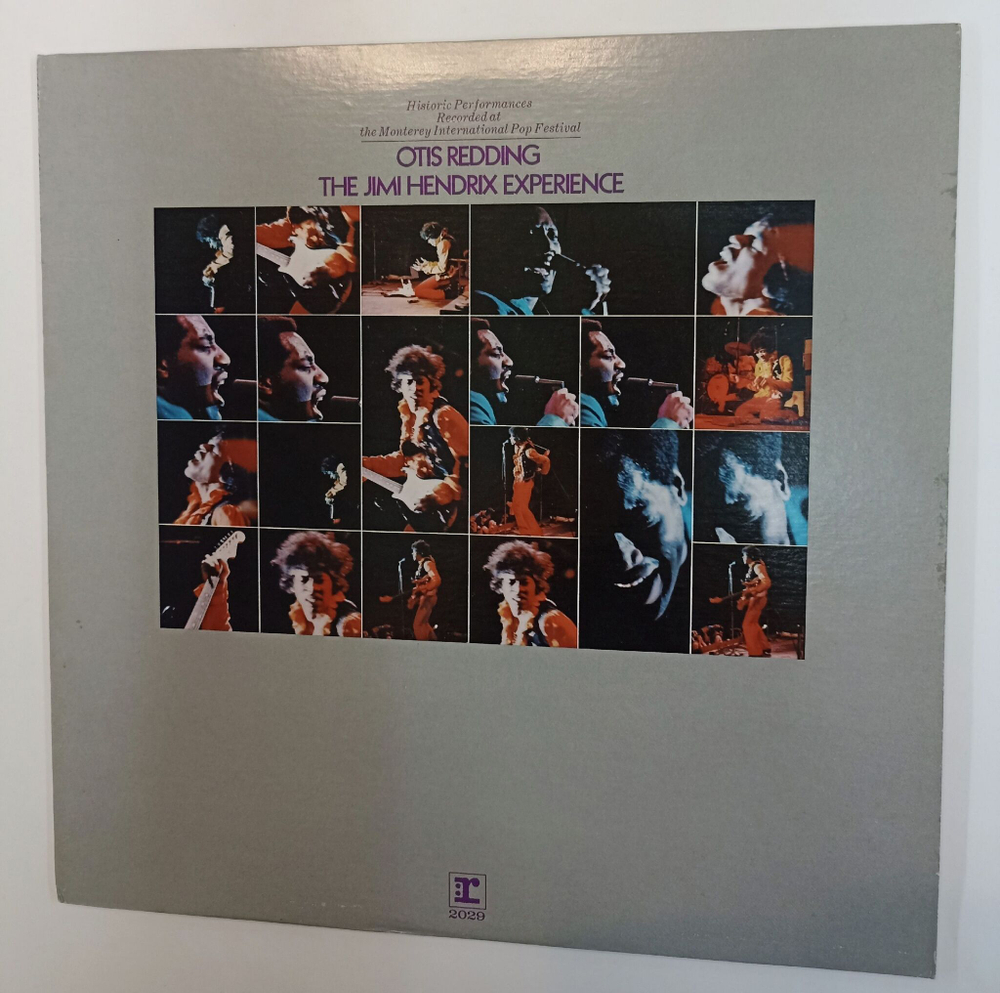 Historic Performances
Recorded at
the Monterey International Pop Festival
OTIS REDDING
THE JIMI HENDRIX EXPERIENCE
:r
2029